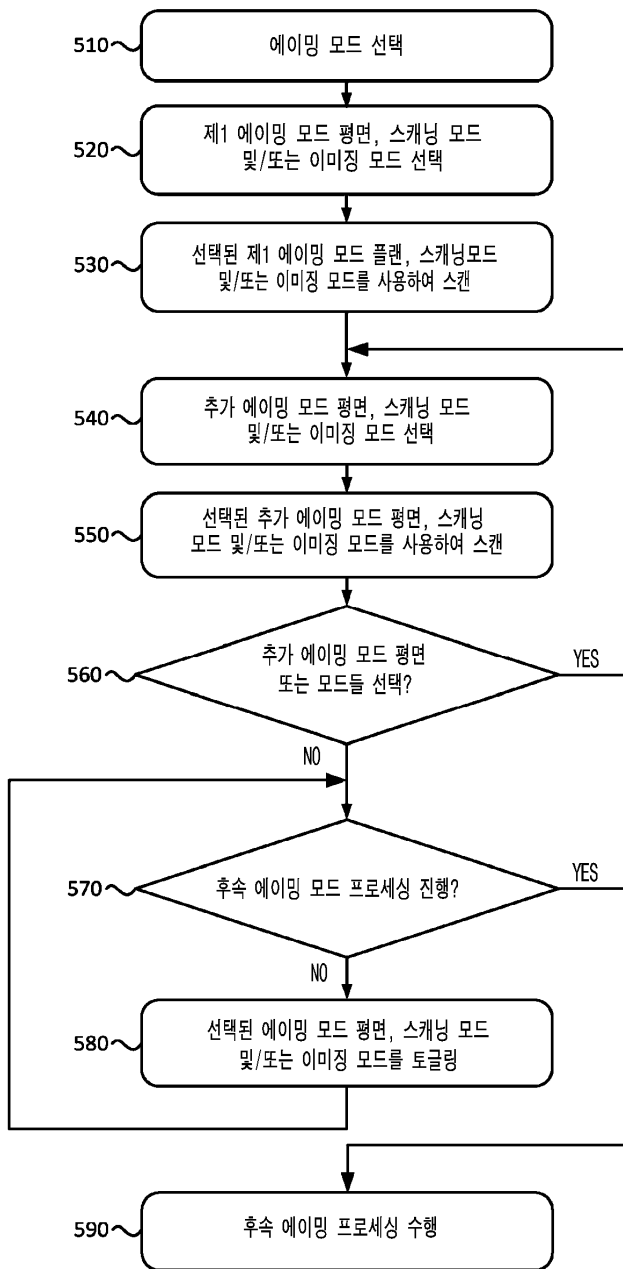 510
에이밍 모드 선택
520
제1 에이밍 모드 평면, 스캐닝 모드
및/또는 이미징 모드 선택
530
선택된 제1 에이밍 모드 플랜, 스캐닝모드
및/또는 이미징 모드를 사용하여 스캔
540
추가 에이밍 모드 평면, 스캐닝 모드
및/또는 이미징 모드 선택
550
선택된 추가 에이밍 모드 평면, 스캐닝
모드 및/또는 이미징 모드를 사용하여 스캔
560
추가 에이밍 모드 평면
또는 모드들 선택?
YES
NO
570
후속 에이밍 모드 프로세싱 진행?
YES
NO
580
선택된 에이밍 모드 평면, 스캐닝 모드
및/또는 이미징 모드를 토글링
590
후속 에이밍 프로세싱 수행